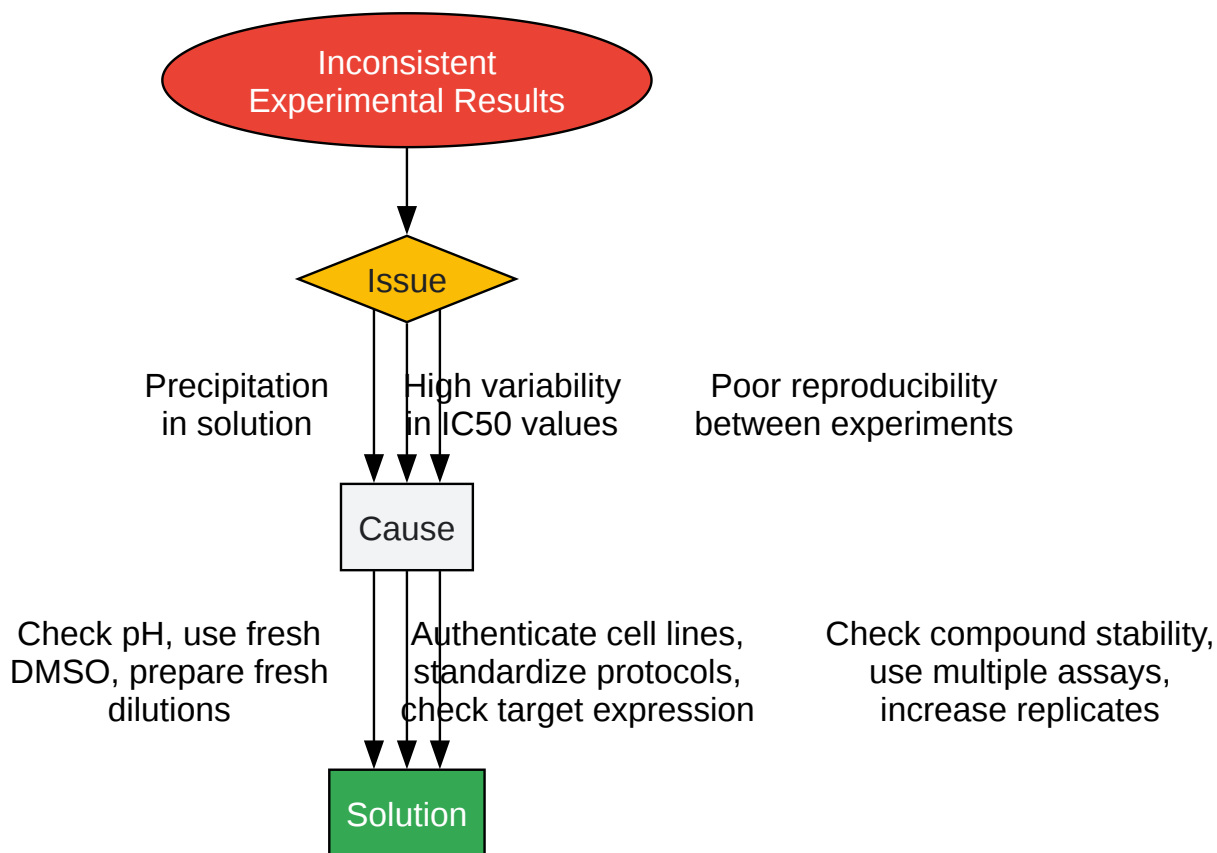 Inconsistent
Experimental Results
Issue
Precipitation
in solution
High variability
in IC50 values
Poor reproducibility
between experiments
Cause
Check pH, use fresh
DMSO, prepare fresh
dilutions
Authenticate cell lines,
standardize protocols,
check target expression
Check compound stability,
use multiple assays,
increase replicates
Solution